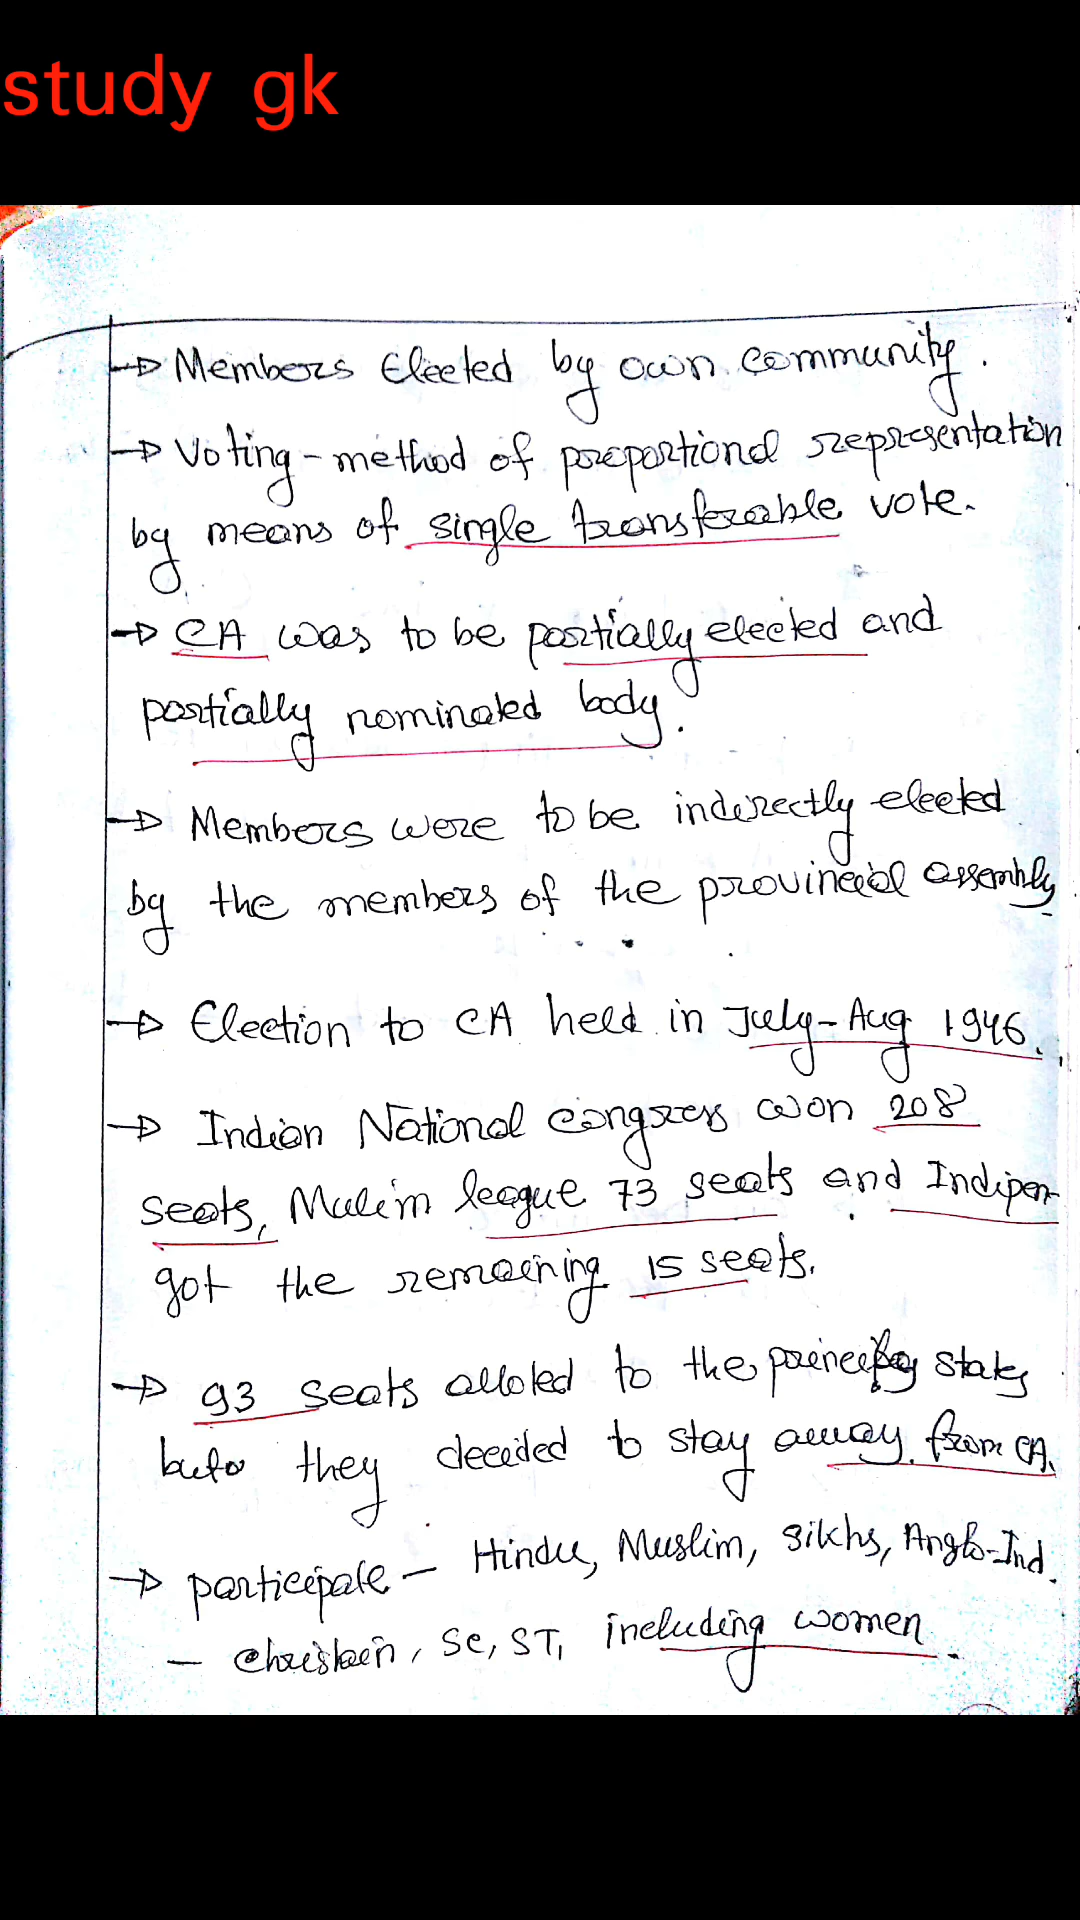 study gk
→ Members Elected by own community.
→ Voting - method of proportional representation
by means of single transferable vote.
→ CA was to be partially elected and
partially nominated body.
→ Members were to be indirectly elected
by the members of the provincial assembly
→ Election to CA held in July-Aug 1946.
→ Indian National Congress won 208
seats, Mulim league 73 seats and Indipen-
got the remaining 15 seats.
→ 93 seats alloted to the princely states
but they decided to stay away from CA.
→ participate - Hindu, Muslim, Sikhs, Anglo-Ind.
- Christain, SC, ST, including women.